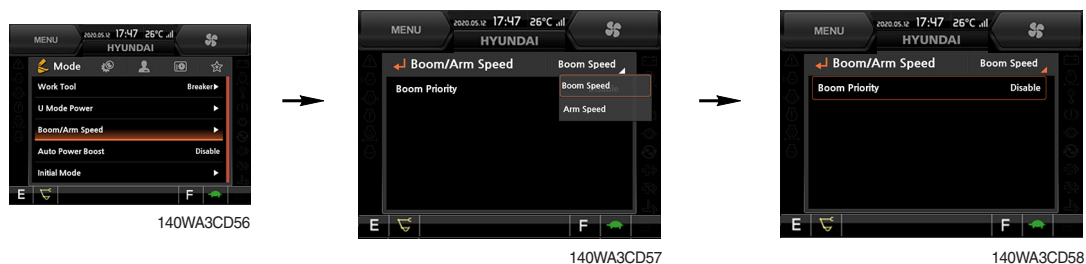 MENU
2020.05.12 17:47 26°C
HYUNDAI
Mode
Work Tool Breaker▶
U Mode Power ▶
Boom/Arm Speed ▶
Auto Power Boost Disable
Initial Mode ▶
E F
140WA3CD56
MENU
2020.05.12 17:47 26°C
HYUNDAI
Boom/Arm Speed Boom Speed
Boom Priority
Boom Speed
Arm Speed
E F
140WA3CD57
MENU
2020.05.12 17:47 26°C
HYUNDAI
Boom/Arm Speed Boom Speed
Boom Priority Disable
E F
140WA3CD58